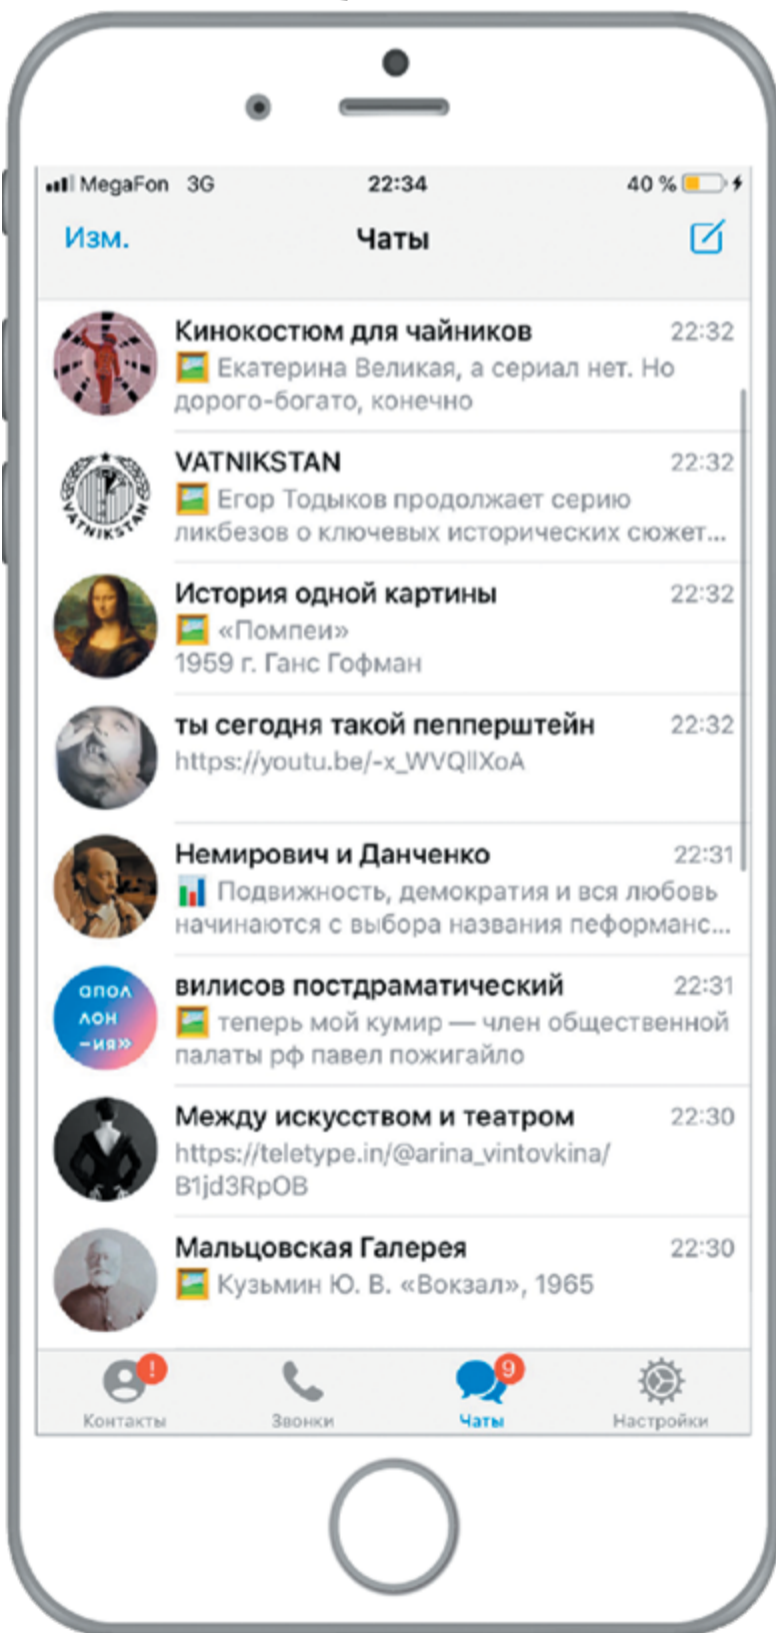 MegaFon 3G 22:34 40 %
Изм. Чаты
Кинокостюм для чайников 22:32
Екатерина Великая, а сериал нет. Но
дорого-богато, конечно
VATNIKSTAN 22:32
VATNIKSTAN
Егор Тодыков продолжает серию
ликбезов о ключевых исторических сюжет...
История одной картины 22:32
«Помпеи»
1959 г. Ганс Гофман
ты сегодня такой пепперштейн 22:32
https://youtu.be/-x_WVQllXoA
Немирович и Данченко 22:31
Подвижность, демократия и вся любовь
начинаются с выбора названия пеформанс...
апол
лон
-ия»
вилисов постдраматический 22:31
теперь мой кумир — член общественной
палаты рф павел пожигайло
Между искусством и театром 22:30
https://teletype.in/@arina_vintovkina/
B1jd3RpOB
Мальцовская Галерея 22:30
Кузьмин Ю. В. «Вокзал», 1965
! 9
Контакты Звонки Чаты Настройки